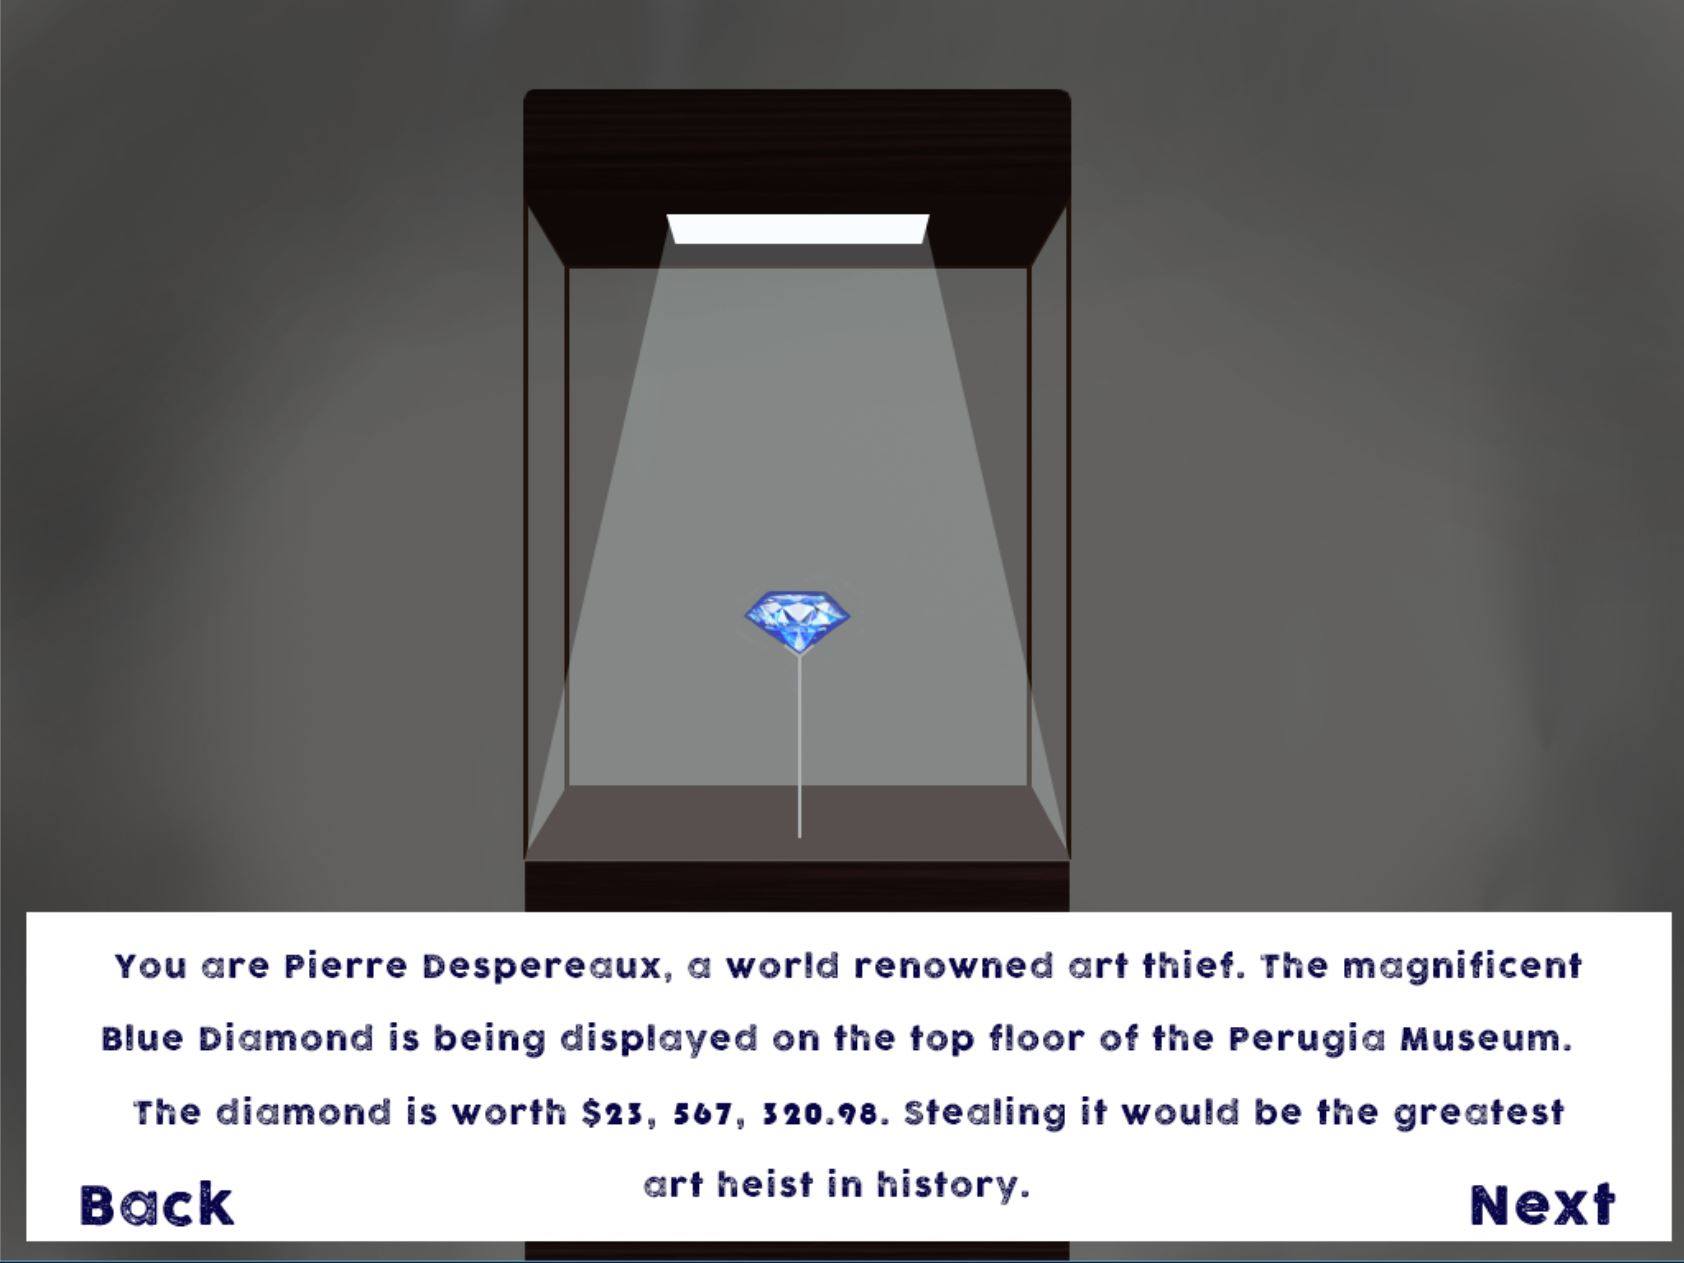 You are Pierre Despereaux, a world renowned art thief. The magnificent
Blue Diamond is being displayed on the top floor of the Perugia Museum.
The diamond is worth $23, 567, 320.98. Stealing it would be the greatest
art heist in history.
Back
Next